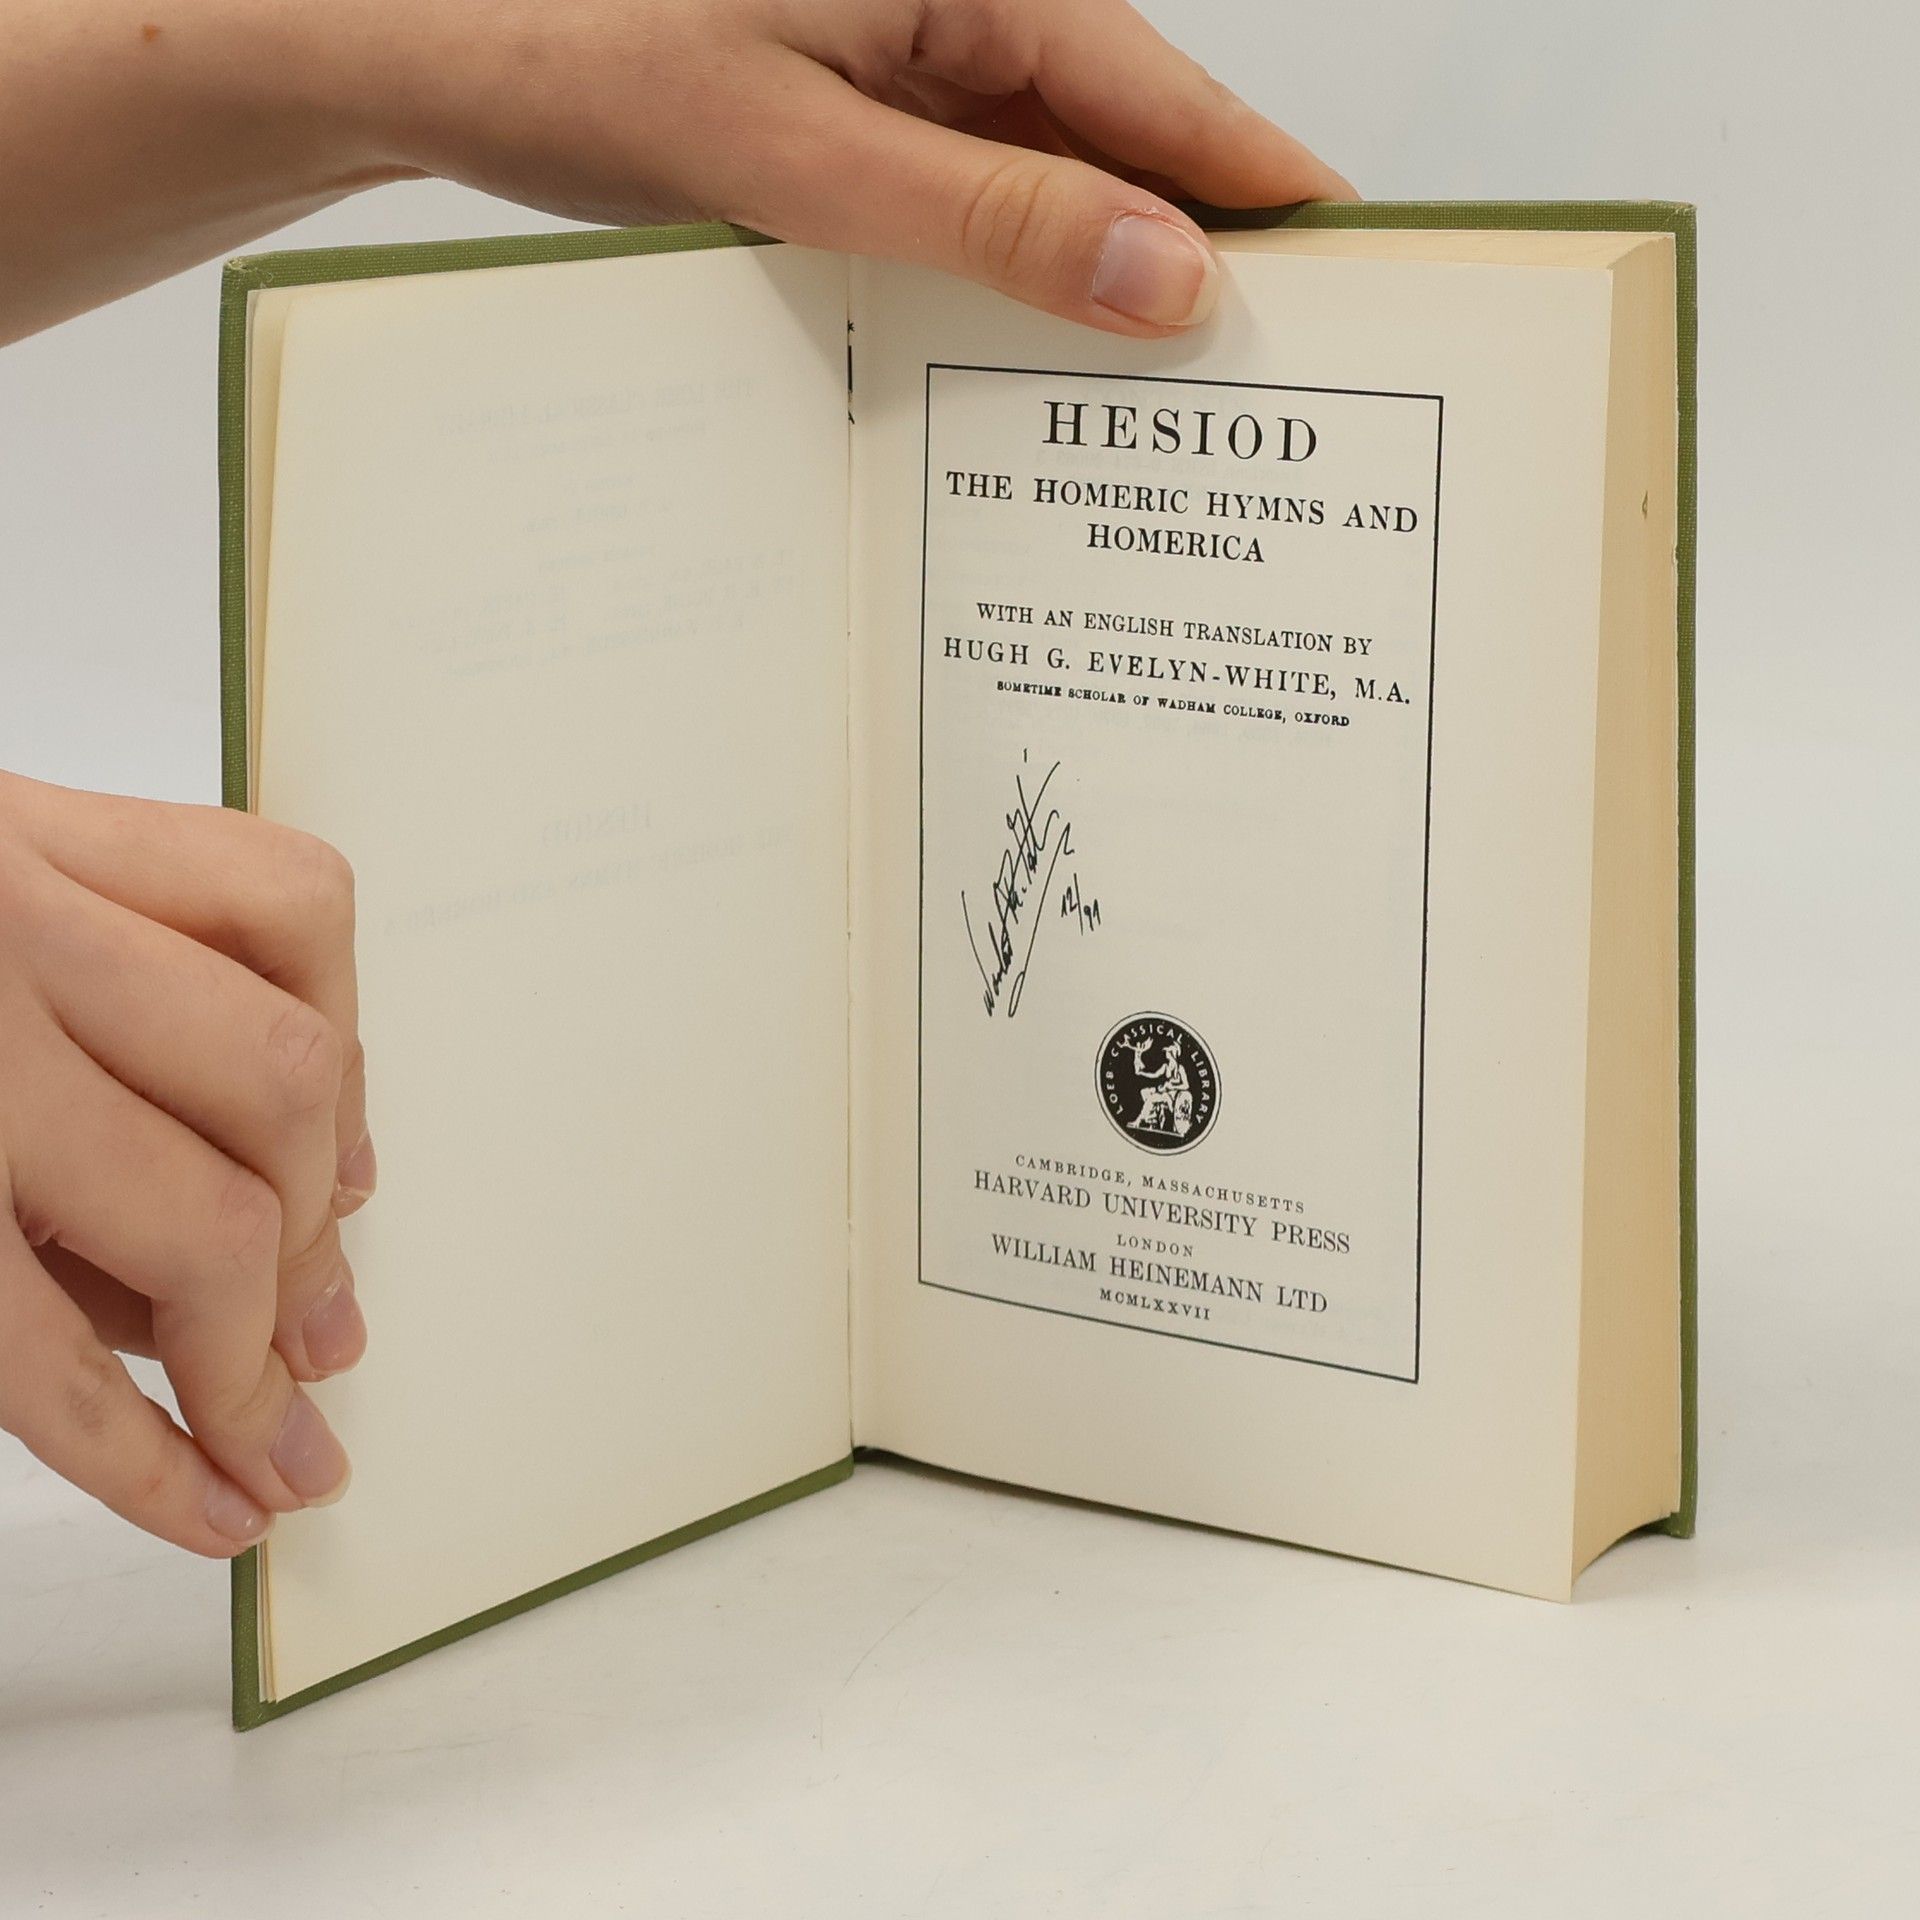 HESIOD
THE HOMERIC HYMNS AND
HOMERICA
WITH AN ENGLISH TRANSLATION BY
HUGH G. EVELYN-WHITE, M.A.
SOMETIME SCHOLAR OF WADHAM COLLEGE, OXFORD
12/91
LOEB · CLASSICAL · LIBRARY
CAMBRIDGE, MASSACHUSETTS
HARVARD UNIVERSITY PRESS
LONDON
WILLIAM HEINEMANN LTD
MCMLXXVII